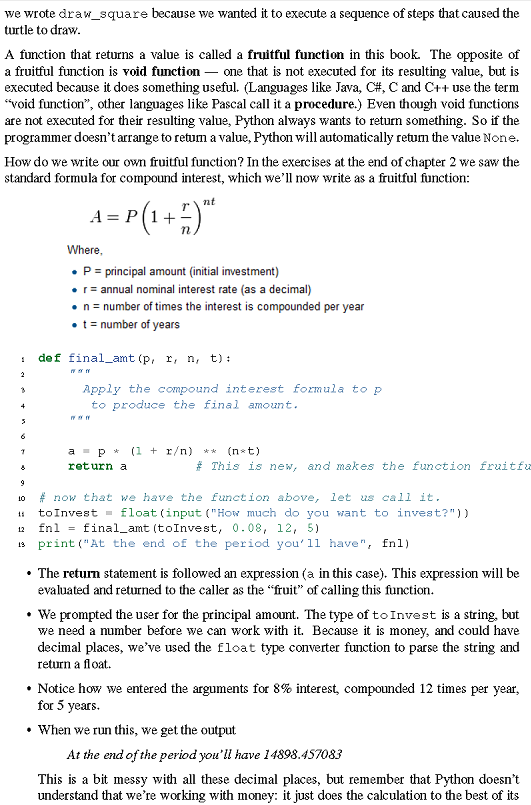 we wrote draw_square because we wanted it to execute a sequence of steps that caused the
turtle to draw.
A function that returns a value is called a fruitful function in this book. The opposite of
a fruitful function is void function — one that is not executed for its resulting value, but is
executed because it does something useful. (Languages like Java, C#, C and C++ use the term
“void function”, other languages like Pascal call it a procedure.) Even though void functions
are not executed for their resulting value, Python always wants to return something. So if the
programmer doesn’t arrange to return a value, Python will automatically return the value None.
How do we write our own fruitful function? In the exercises at the end of chapter 2 we saw the
standard formula for compound interest, which we’ll now write as a fruitful function:
A = P(1 + r/n)^nt
Where,
• P = principal amount (initial investment)
• r = annual nominal interest rate (as a decimal)
• n = number of times the interest is compounded per year
• t = number of years
1 def final_amt(p, r, n, t):
2 """
3 Apply the compound interest formula to p
4 to produce the final amount.
5 """
6
7 a = p * (1 + r/n) ** (n*t)
8 return a # This is new, and makes the function fruitfu
9
10 # now that we have the function above, let us call it.
11 toInvest = float(input("How much do you want to invest?"))
12 fnl = final_amt(toInvest, 0.08, 12, 5)
13 print("At the end of the period you'll have", fnl)
• The return statement is followed an expression (a in this case). This expression will be
evaluated and returned to the caller as the “fruit” of calling this function.
• We prompted the user for the principal amount. The type of toInvest is a string, but
we need a number before we can work with it. Because it is money, and could have
decimal places, we’ve used the float type converter function to parse the string and
return a float.
• Notice how we entered the arguments for 8% interest, compounded 12 times per year,
for 5 years.
• When we run this, we get the output
At the end of the period you’ll have 14898.457083
This is a bit messy with all these decimal places, but remember that Python doesn’t
understand that we’re working with money: it just does the calculation to the best of its